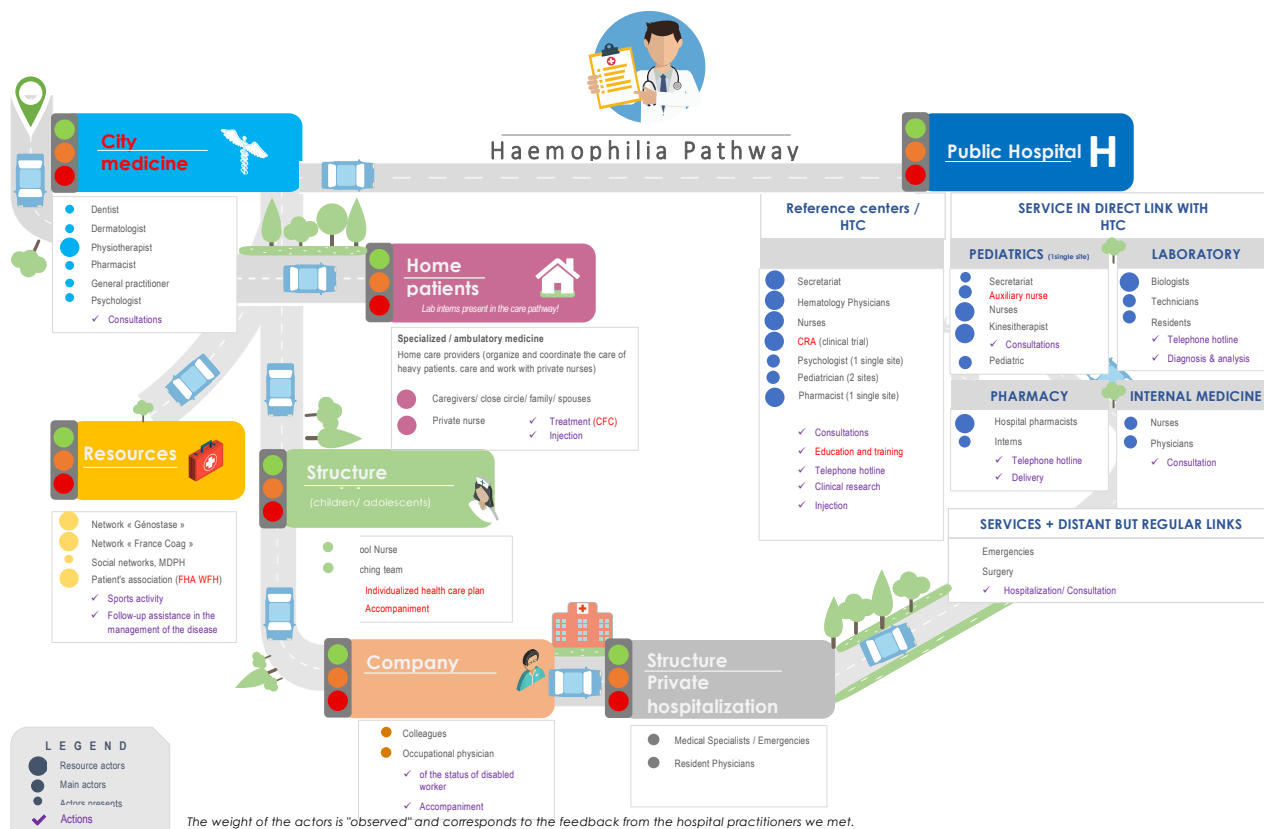 Haemophilia Pathway
City
medicine
Dentist
Dermatologist
Physiotherapist
Pharmacist
General practitioner
Psychologist
✓ Consultations
Home
patients
Lab interns present in the care pathway!
Specialized / ambulatory medicine
Home care providers (organize and coordinate the care of
heavy patients. care and work with private nurses)
Caregivers/ close circle/ family/ spouses
Private nurse
✓ Treatment (CFC)
✓ Injection
Resources
Network « Génostase »
Network « France Coag »
Social networks, MDPH
Patient's association (FHA WFH)
✓ Sports activity
✓ Follow-up assistance in the
management of the disease
Structure
(children/ adolescents)
ool Nurse
ching team
Individualized health care plan
Accompaniment
Company
Colleagues
Occupational physician
✓ of the status of disabled
worker
✓ Accompaniment
Structure
Private
hospitalization
Medical Specialists / Emergencies
Resident Physicians
Public Hospital H
Reference centers /
HTC
Secretariat
Hematology Physicians
Nurses
CRA (clinical trial)
Psychologist (1 single site)
Pediatrician (2 sites)
Pharmacist (1 single site)
✓ Consultations
✓ Education and training
✓ Telephone hotline
✓ Clinical research
✓ Injection
SERVICE IN DIRECT LINK WITH
HTC
PEDIATRICS (1single site)
Secretariat
Auxiliary nurse
Nurses
Kinesitherapist
✓ Consultations
Pediatric
LABORATORY
Biologists
Technicians
Residents
✓ Telephone hotline
✓ Diagnosis & analysis
PHARMACY
Hospital pharmacists
Interns
✓ Telephone hotline
✓ Delivery
INTERNAL MEDICINE
Nurses
Physicians
✓ Consultation
SERVICES + DISTANT BUT REGULAR LINKS
Emergencies
Surgery
✓ Hospitalization/ Consultation
LEGEND
Resource actors
Main actors
Actors presents
✓ Actions
The weight of the actors is "observed" and corresponds to the feedback from the hospital practitioners we met.